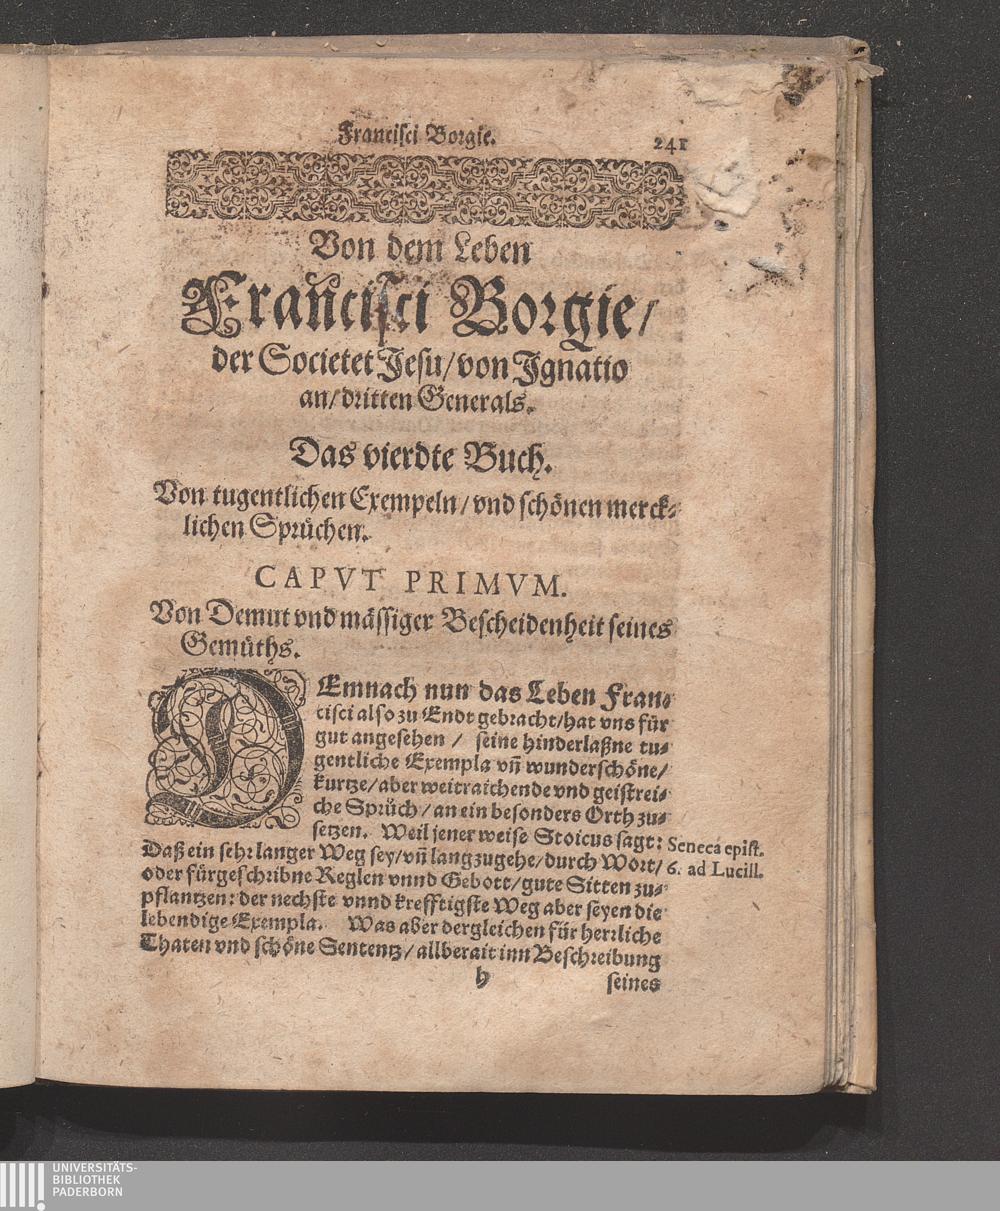 Francisci Borgie. 241
Von dem Leben
Francisci Borgie/
der Societet Jesu/von Jgnatio
an/dritten Generals.
Das vierdte Buch.
Von tugentlichen Exempeln/vnd schönen merck-
lichen Sprüchen.
CAPVT PRIMVM.
Von Demut vnd mässiger Bescheidenheit seines
Gemüths.
DEmnach nun das Leben Fran-
cisci also zu Endt gebracht/hat vns für
gut angesehen / seine hinderlaßne tu-
gentliche Exempla vñ wunderschöne/
kurtze/aber weitraichende vnd geistrei-
che Sprüch/an ein besonders Orth zu-
setzen. Weil jener weise Stoicus sagt: Seneca epist.
Daß ein sehr langer Weg sey/vñ langzugehe/durch Wort/ 6. ad Lucill.
oder fürgeschribne Reglen vnnd Gebott/gute Sitten zu-
pflantzen: der nechste vnnd krefftigste Weg aber seyen die
lebendige Exempla. Was aber dergleichen für herrliche
Thaten vnd schöne Sententz/allberait inn Beschreibung
h seines
UNIVERSITÄTS-
BIBLIOTHEK
PADERBORN